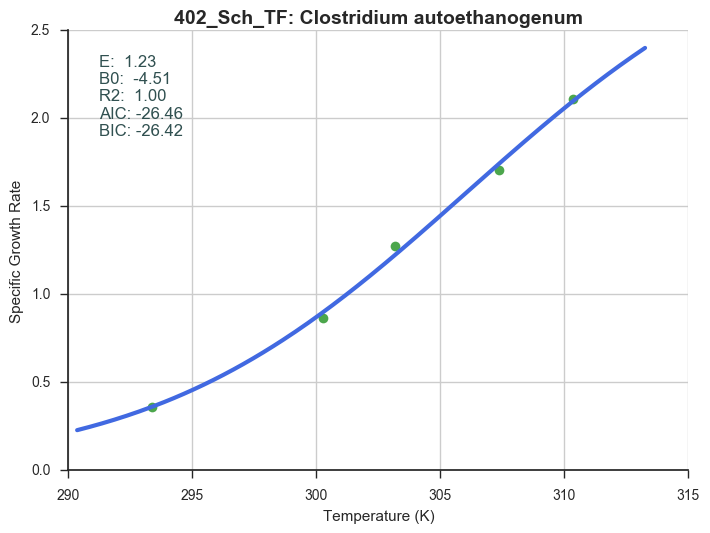 402_Sch_TF: Clostridium autoethanogenum
E:  1.23
B0:  -4.51
R2:  1.00
AIC: -26.46
BIC: -26.42
2.5
2.0
1.5
1.0
0.5
0.0
Specific Growth Rate
290 295 300 305 310 315
Temperature (K)